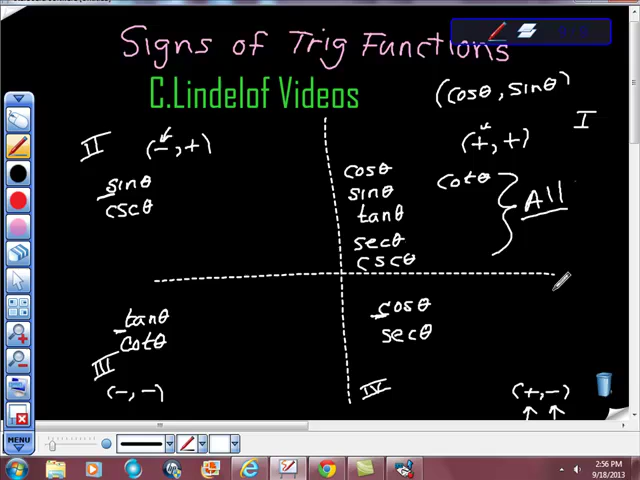 Signs of Trig Functions
C.Lindelof Videos
(cosθ, sinθ)
I
(+, +)
II
(-, +)
sinθ
cscθ
cosθ
sinθ
tanθ
secθ
cscθ
cotθ
All
tanθ
cotθ
III
(-, -)
cosθ
secθ
IV
(+, -)
MENU
2:56 PM
9/18/2013